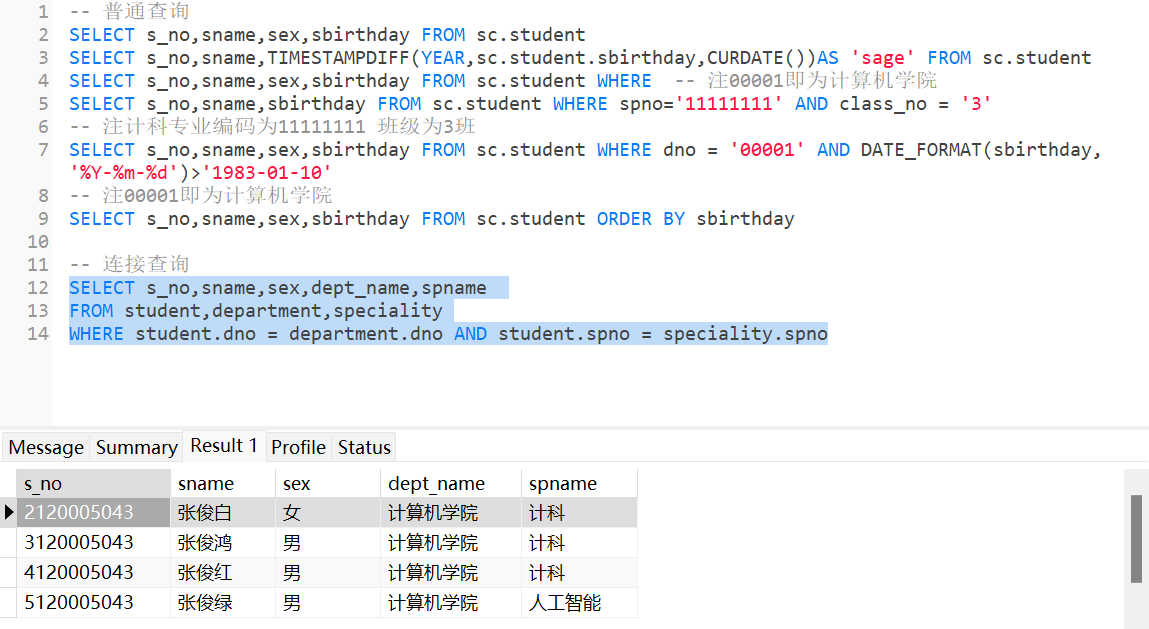 1 -- 普通查询
2 SELECT s_no,sname,sex,sbirthday FROM sc.student
3 SELECT s_no,sname,TIMESTAMPDIFF(YEAR,sc.student.sbirthday,CURDATE())AS 'sage' FROM sc.student
4 SELECT s_no,sname,sex,sbirthday FROM sc.student WHERE  -- 注00001即为计算机学院
5 SELECT s_no,sname,sbirthday FROM sc.student WHERE spno='11111111' AND class_no = '3'
6 -- 注计科专业编码为11111111 班级为3班
7 SELECT s_no,sname,sex,sbirthday FROM sc.student WHERE dno = '00001' AND DATE_FORMAT(sbirthday,
'%Y-%m-%d')>'1983-01-10'
8 -- 注00001即为计算机学院
9 SELECT s_no,sname,sex,sbirthday FROM sc.student ORDER BY sbirthday
10
11 -- 连接查询
12 SELECT s_no,sname,sex,dept_name,spname
13 FROM student,department,speciality
14 WHERE student.dno = department.dno AND student.spno = speciality.spno
Message Summary Result 1 Profile Status
s_no sname sex dept_name spname
2120005043 张俊白 女 计算机学院 计科
3120005043 张俊鸿 男 计算机学院 计科
4120005043 张俊红 男 计算机学院 计科
5120005043 张俊绿 男 计算机学院 人工智能